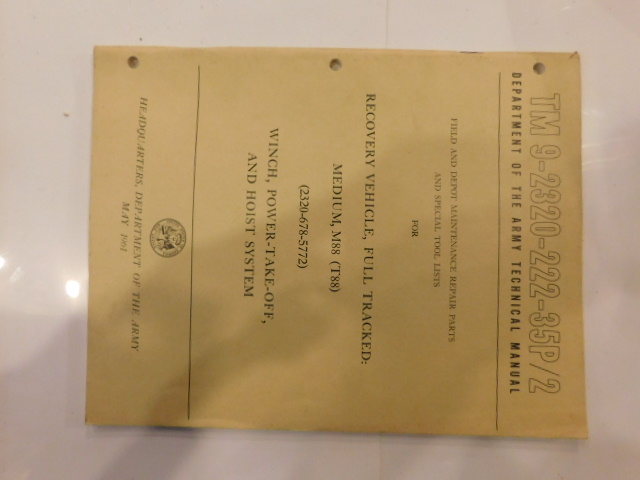 TM 9-2320-222-35P/2
DEPARTMENT OF THE ARMY TECHNICAL MANUAL
FIELD AND DEPOT MAINTENANCE REPAIR PARTS
AND SPECIAL TOOL LISTS
FOR
RECOVERY VEHICLE, FULL TRACKED:
MEDIUM, M88 (T88)
(2320-678-5772)
WINCH, POWER-TAKE-OFF,
AND HOIST SYSTEM
HEADQUARTERS, DEPARTMENT OF THE ARMY
MAY 1961